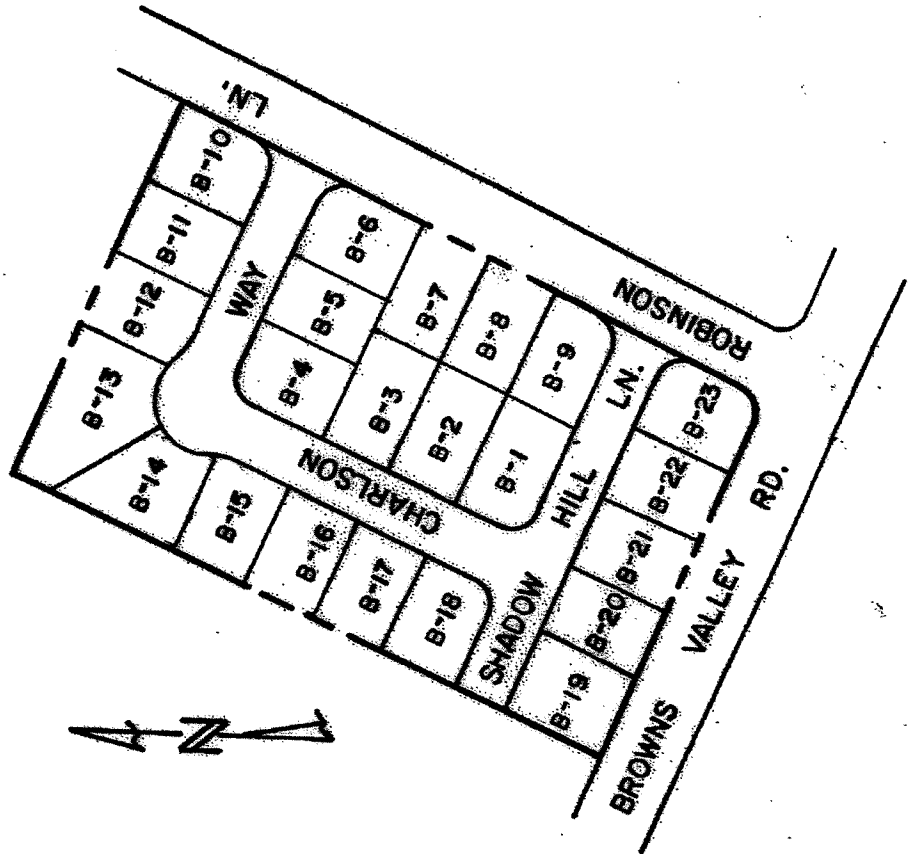 LN.
B-10
B-11
B-12
B-13
B-14
B-15
B-16
B-17
B-18
WAY
B-6
B-5
B-4
B-7
B-3
B-8
B-2
B-9
B-1
CHARLSON
ROBINSON
SHADOW HILL LN.
B-23
B-22
B-21
B-20
B-19
BROWNS VALLEY RD.
N